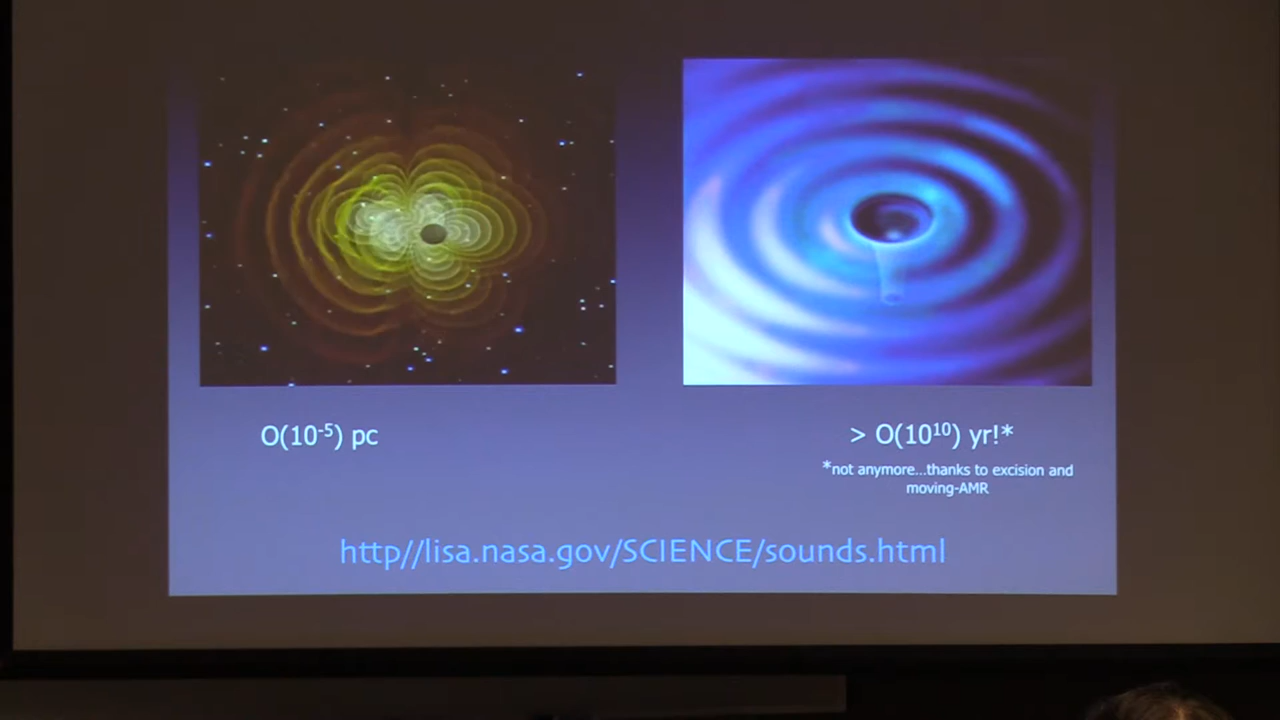 O(10⁻⁵) pc
> O(10¹⁰) yr!*
*not anymore...thanks to excision and
moving-AMR
http//lisa.nasa.gov/SCIENCE/sounds.html